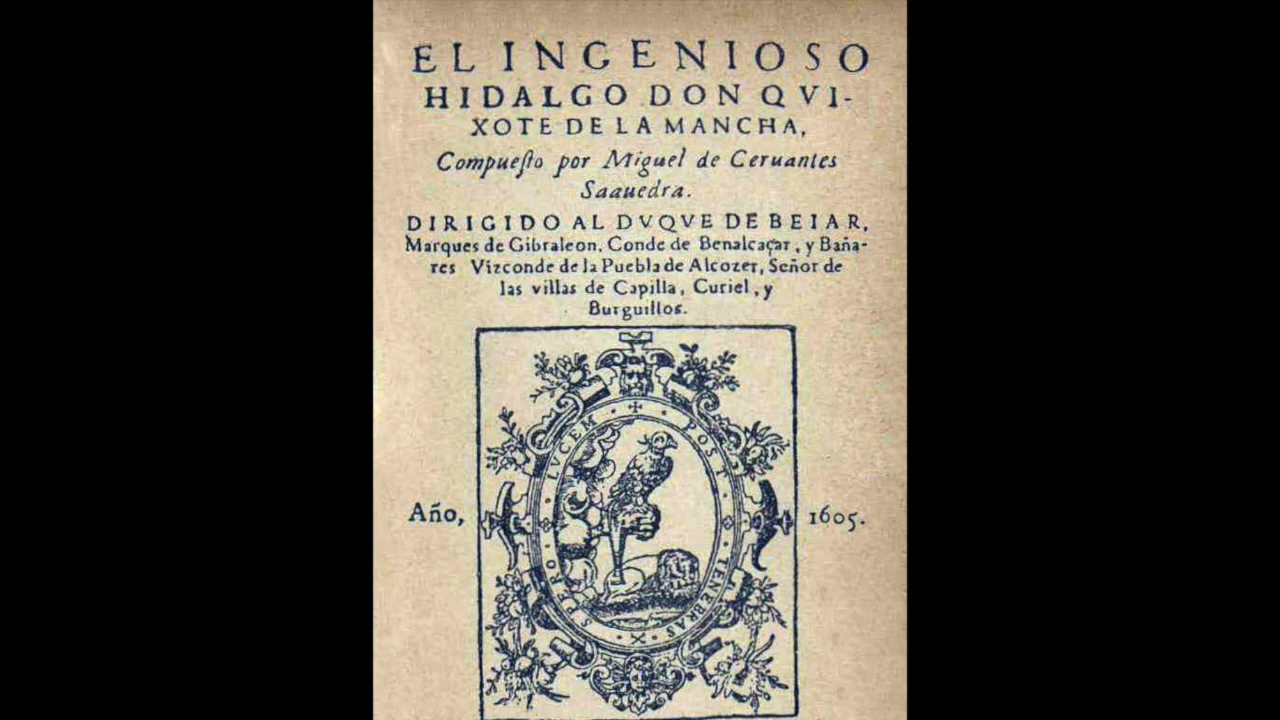 EL INGENIOSO
HIDALGO DON QVI-
XOTE DE LA MANCHA,
Compueſto por Miguel de Ceruantes
Saauedra.
DIRIGIDO AL DVQVE DE BEIAR,
Marques de Gibraleon, Conde de Benalcaçar, y Baña-
res Vizconde de la Puebla de Alcozer, Señor de
las villas de Capilla, Curiel, y
Burguillos.
POST TENEBRAS SPERO LVCEM
Año, 1605.